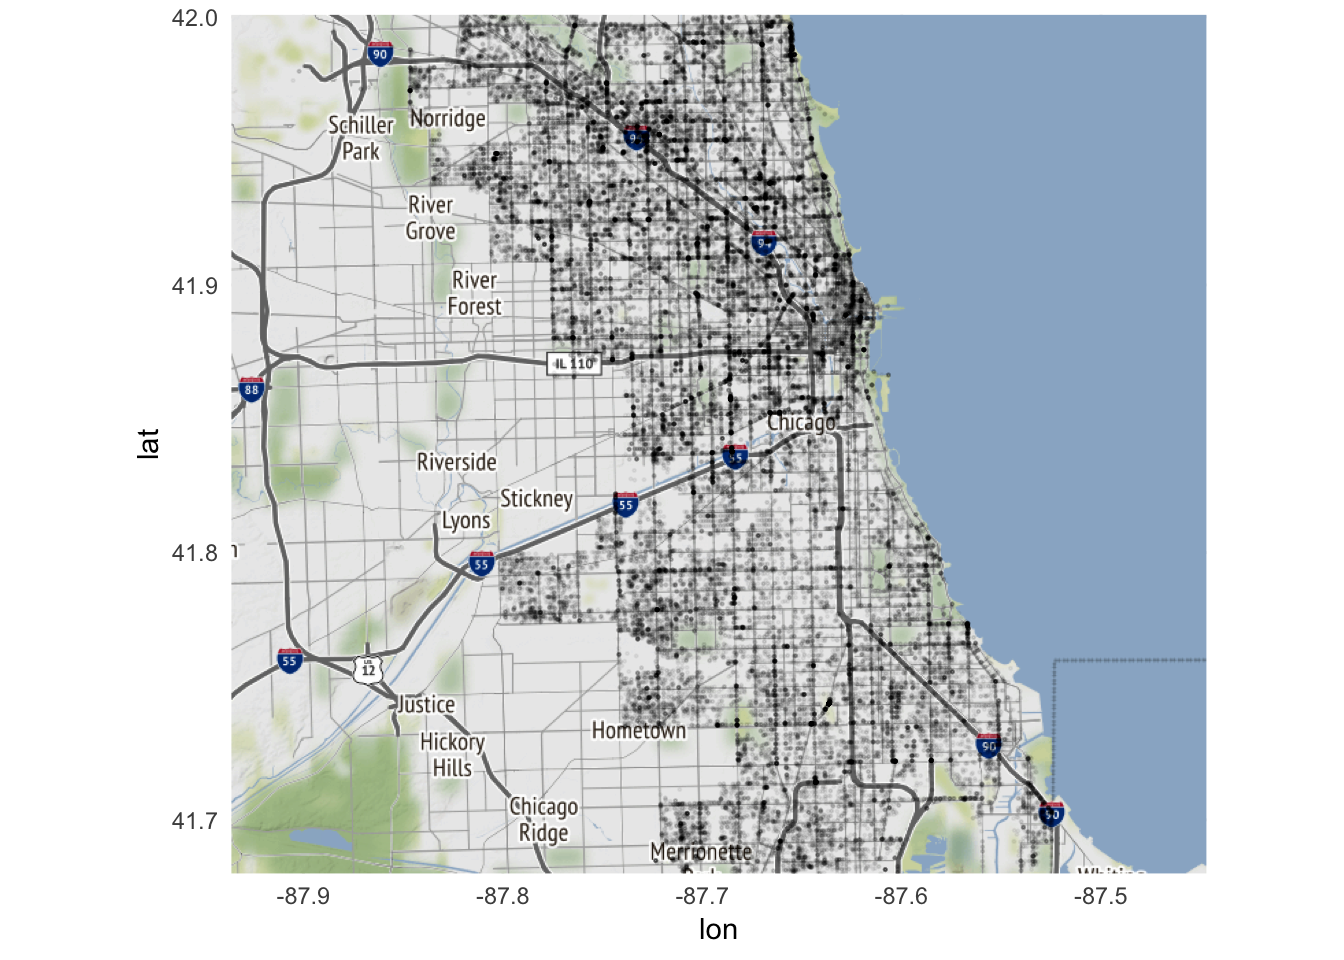 42.0
90
Schiller
Park
Norridge
River
Grove
94
41.9
River
Forest
IL 110
88
Chicago
lat
Riverside
55
Stickney
55
Lyons
41.8
55
55
US
12
Justice
Hometown
Hickory
Hills
90
Chicago
Ridge
90
41.7
Merrionette
-87.9
-87.8
-87.7
-87.6
-87.5
lon